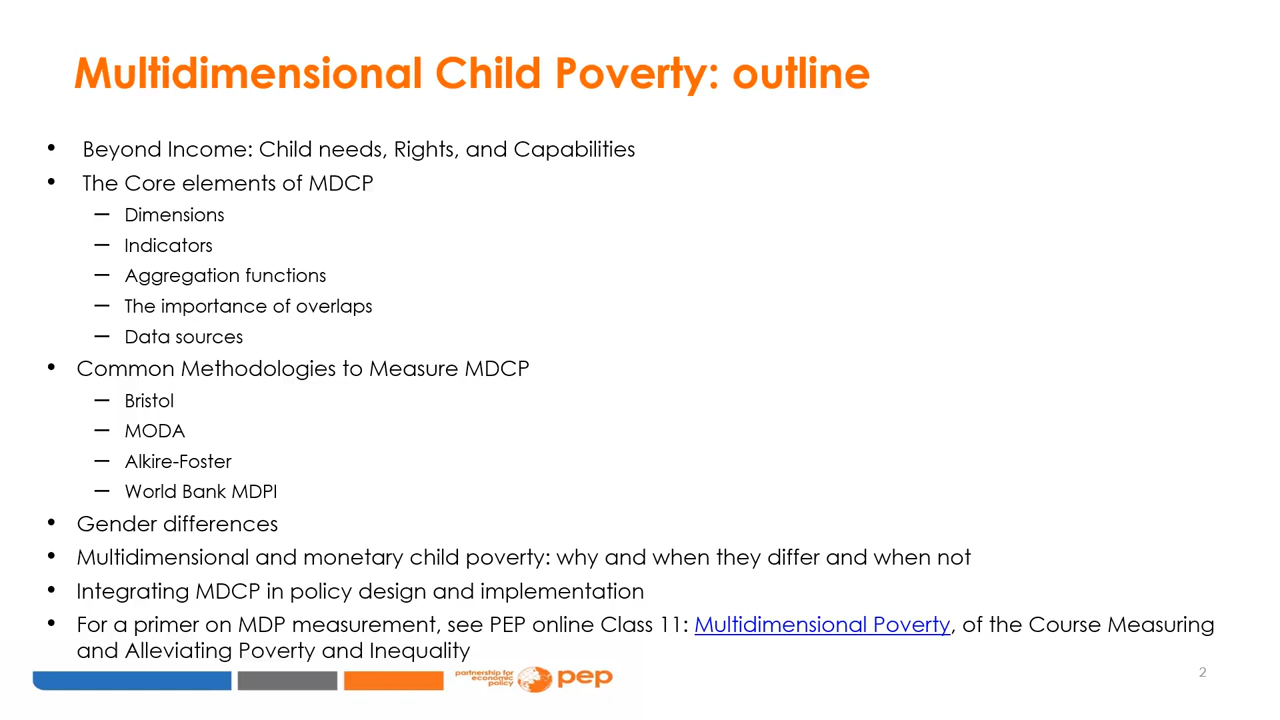 Multidimensional Child Poverty: outline
• Beyond Income: Child needs, Rights, and Capabilities
• The Core elements of MDCP
– Dimensions
– Indicators
– Aggregation functions
– The importance of overlaps
– Data sources
• Common Methodologies to Measure MDCP
– Bristol
– MODA
– Alkire-Foster
– World Bank MDPI
• Gender differences
• Multidimensional and monetary child poverty: why and when they differ and when not
• Integrating MDCP in policy design and implementation
• For a primer on MDP measurement, see PEP online Class 11: Multidimensional Poverty, of the Course Measuring
and Alleviating Poverty and Inequality
partnership for
economic
policy
pep
2